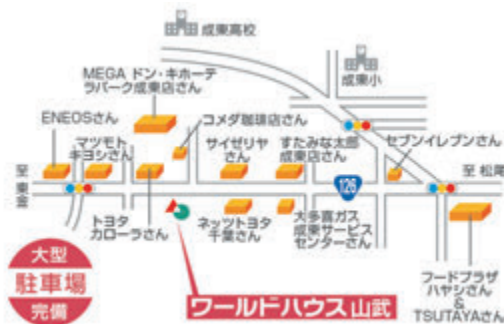 成東高校
成東小
MEGA ドン・キホーテ
ラパーク成東店さん
コメダ珈琲店さん
ENEOSさん
マツモト
キヨシさん
サイゼリヤ
さん
すたみな太郎
成東店さん
セブンイレブンさん
至
東金
126
至 松尾
トヨタ
カローラさん
ネッツトヨタ
千葉さん
大多喜ガス
成東サービス
センターさん
大型
駐車場
完備
ワールドハウス山武
フードプラザ
ハヤシさん
&
TSUTAYAさん